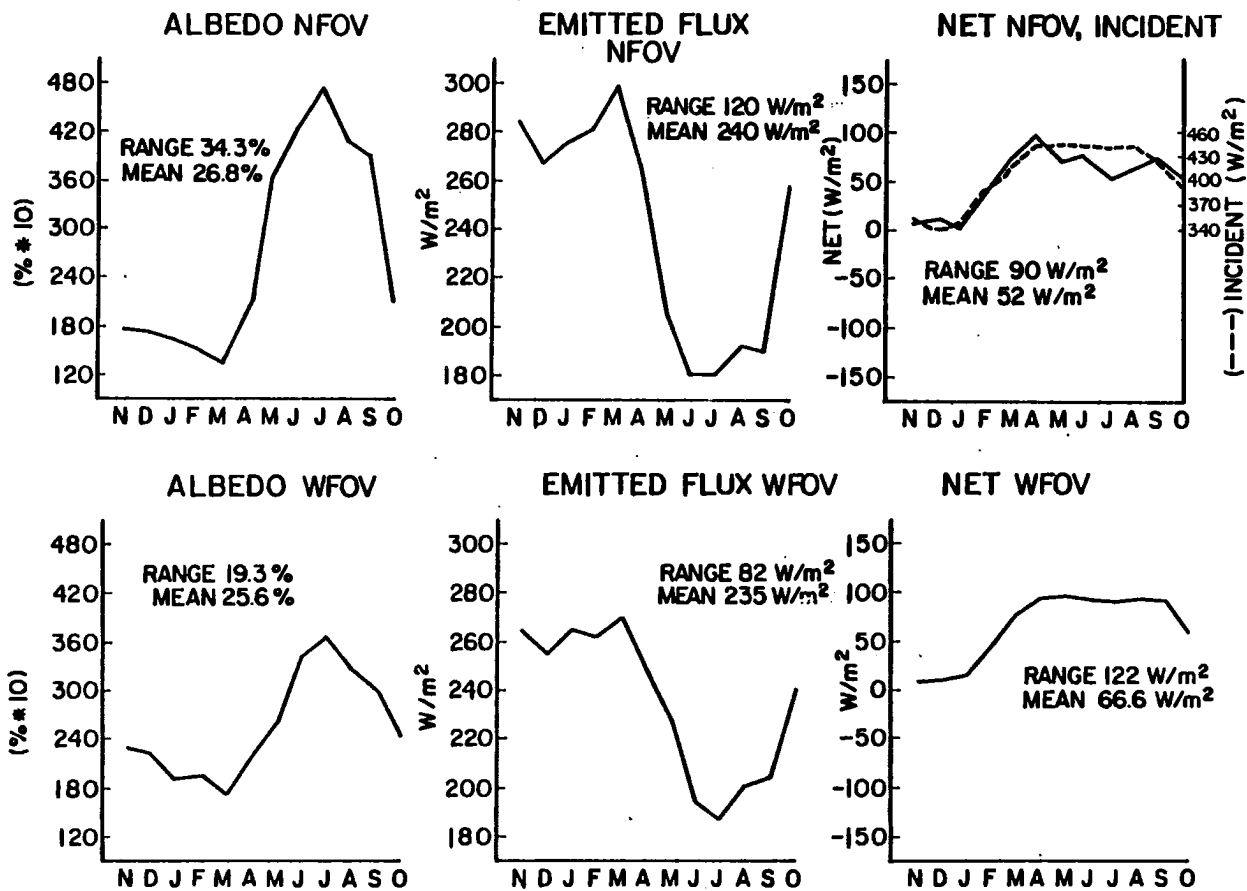 ALBEDO NFOV
(% * 10)
480
420
360
300
240
180
120
RANGE 34.3%
MEAN 26.8%
N D J F M A M J J A S O
EMITTED FLUX
NFOV
W/m²
300
280
260
240
220
200
180
RANGE 120 W/m²
MEAN 240 W/m²
N D J F M A M J J A S O
NET NFOV, INCIDENT
NET (W/m²)
150
100
50
0
-50
-100
-150
RANGE 90 W/m²
MEAN 52 W/m²
460
430
400
370
340
(---) INCIDENT (W/m²)
N D J F M A M J J A S O
ALBEDO WFOV
(% * 10)
480
420
360
300
240
180
120
RANGE 19.3%
MEAN 25.6%
N D J F M A M J J A S O
EMITTED FLUX WFOV
W/m²
300
280
260
240
220
200
180
RANGE 82 W/m²
MEAN 235 W/m²
N D J F M A M J J A S O
NET WFOV
W/m²
150
100
50
0
-50
-100
-150
RANGE 122 W/m²
MEAN 66.6 W/m²
N D J F M A M J J A S O